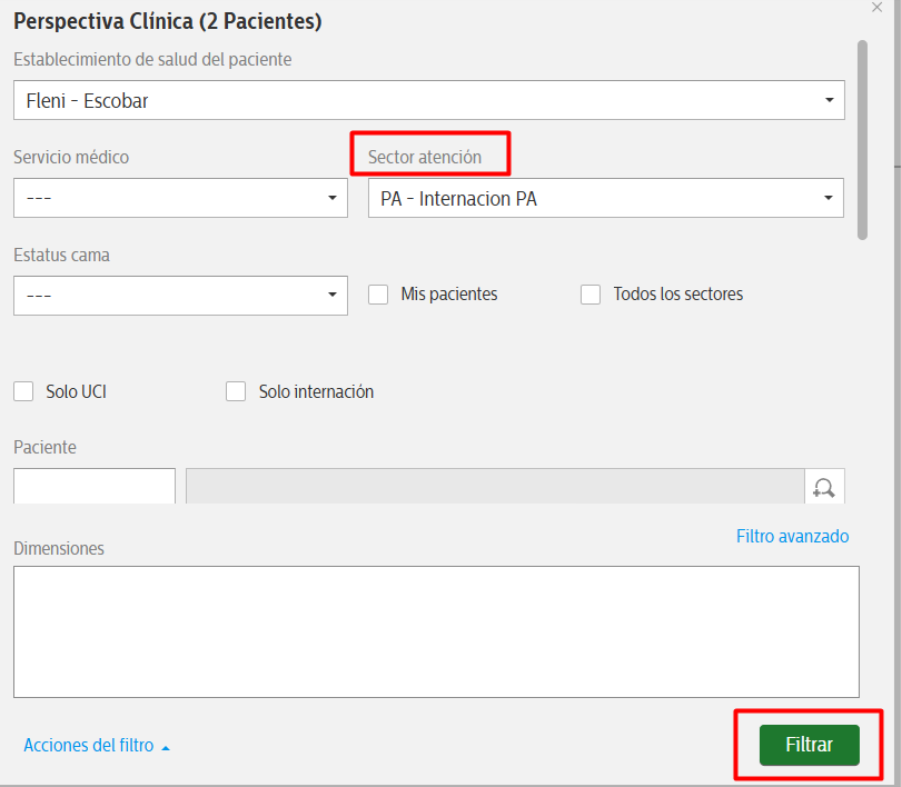 Perspectiva Clínica (2 Pacientes)
Establecimiento de salud del paciente
Fleni - Escobar
Servicio médico Sector atención
--- PA - Internacion PA
Estatus cama
--- Mis pacientes Todos los sectores
Solo UCI Solo internación
Paciente
Filtro avanzado
Dimensiones
Acciones del filtro Filtrar